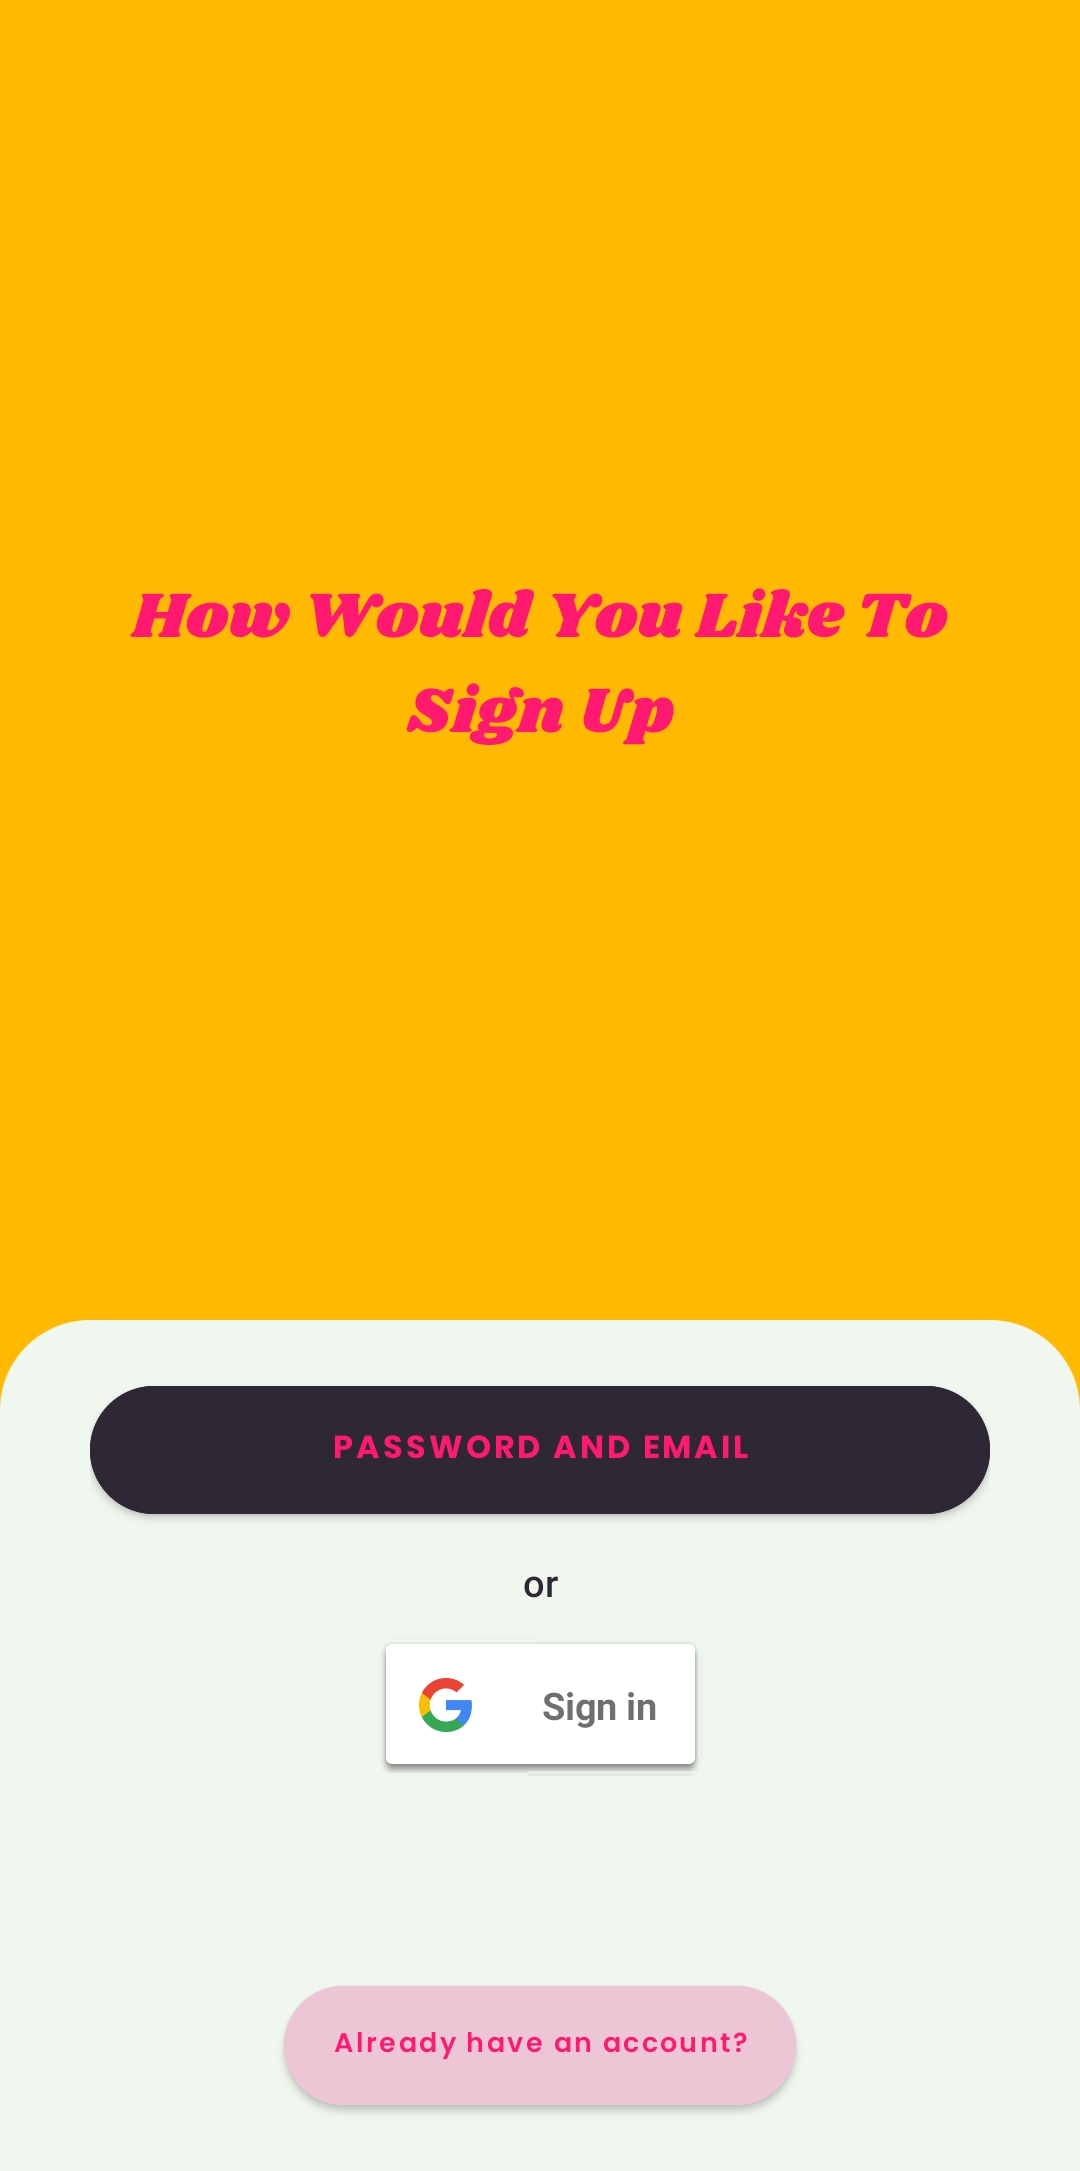 How Would You Like To
Sign Up
PASSWORD AND EMAIL
or
Sign in
Already have an account?